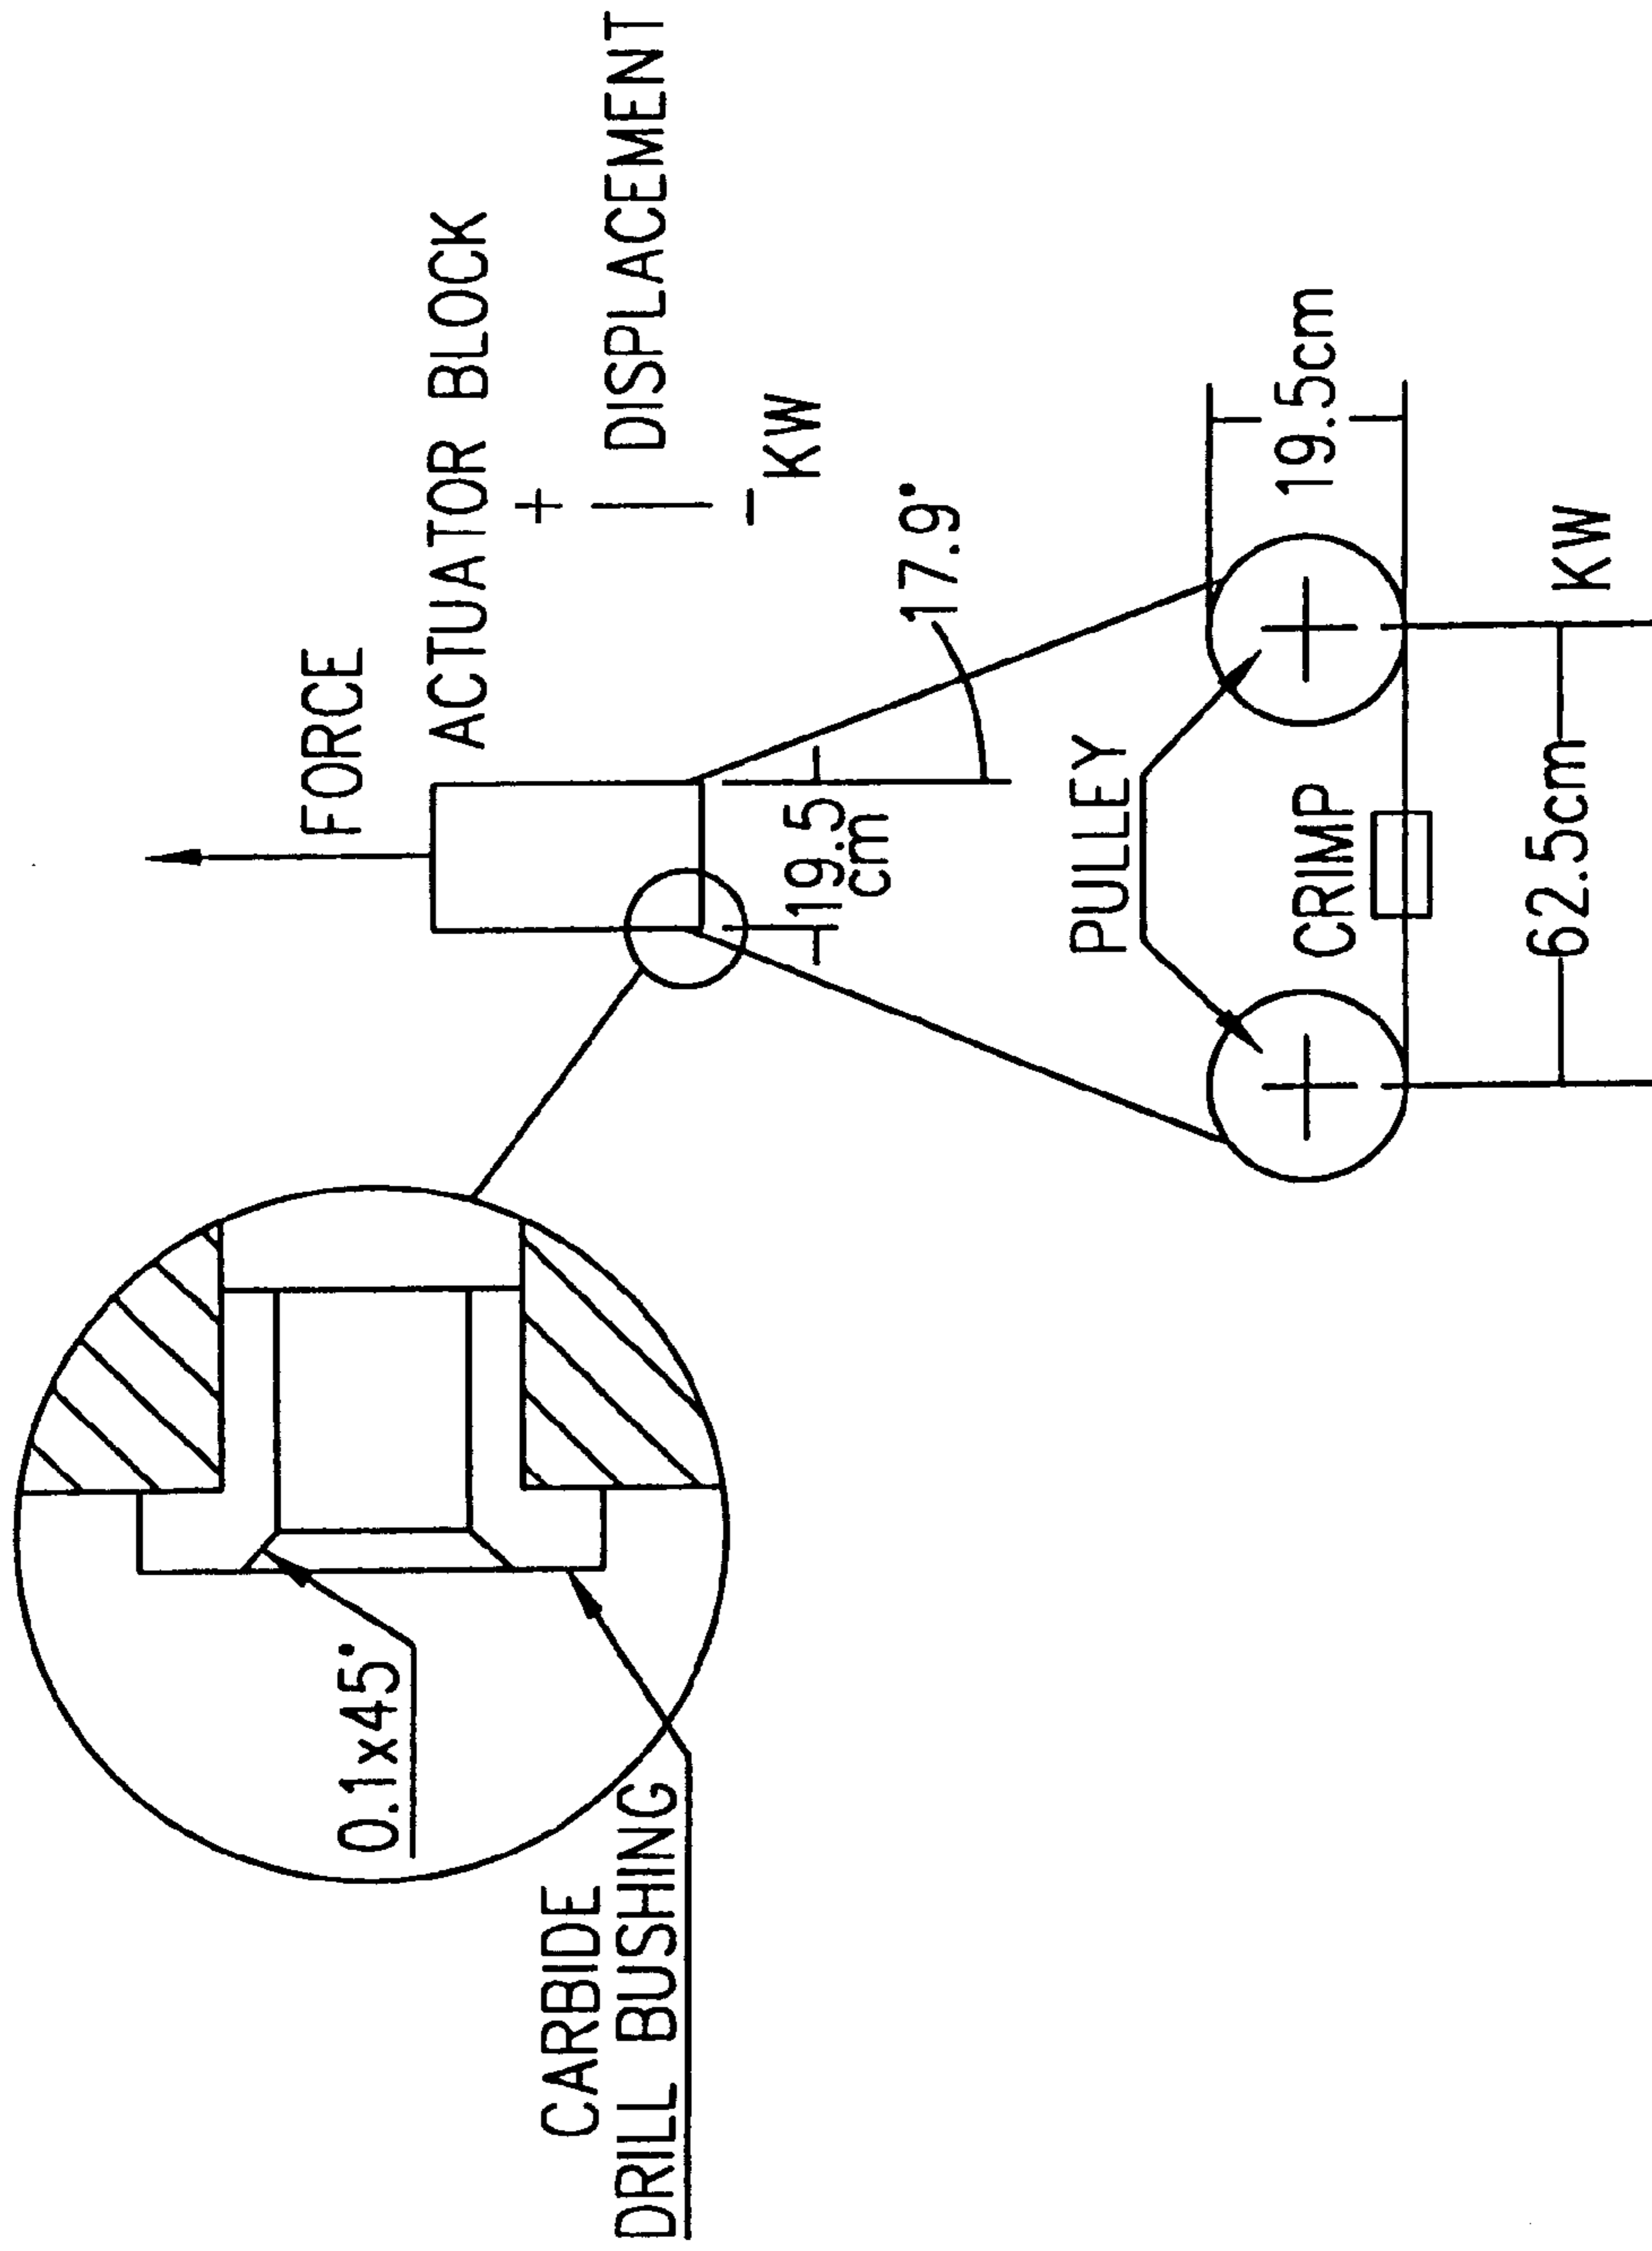 FORCE
ACTUATOR BLOCK
+
DISPLACEMENT
–
KW
17.9°
19.5
cm
PULLEY
19.5cm
CRIMP
62.5cm
KW
0.1x45°
CARBIDE
DRILL BUSHING